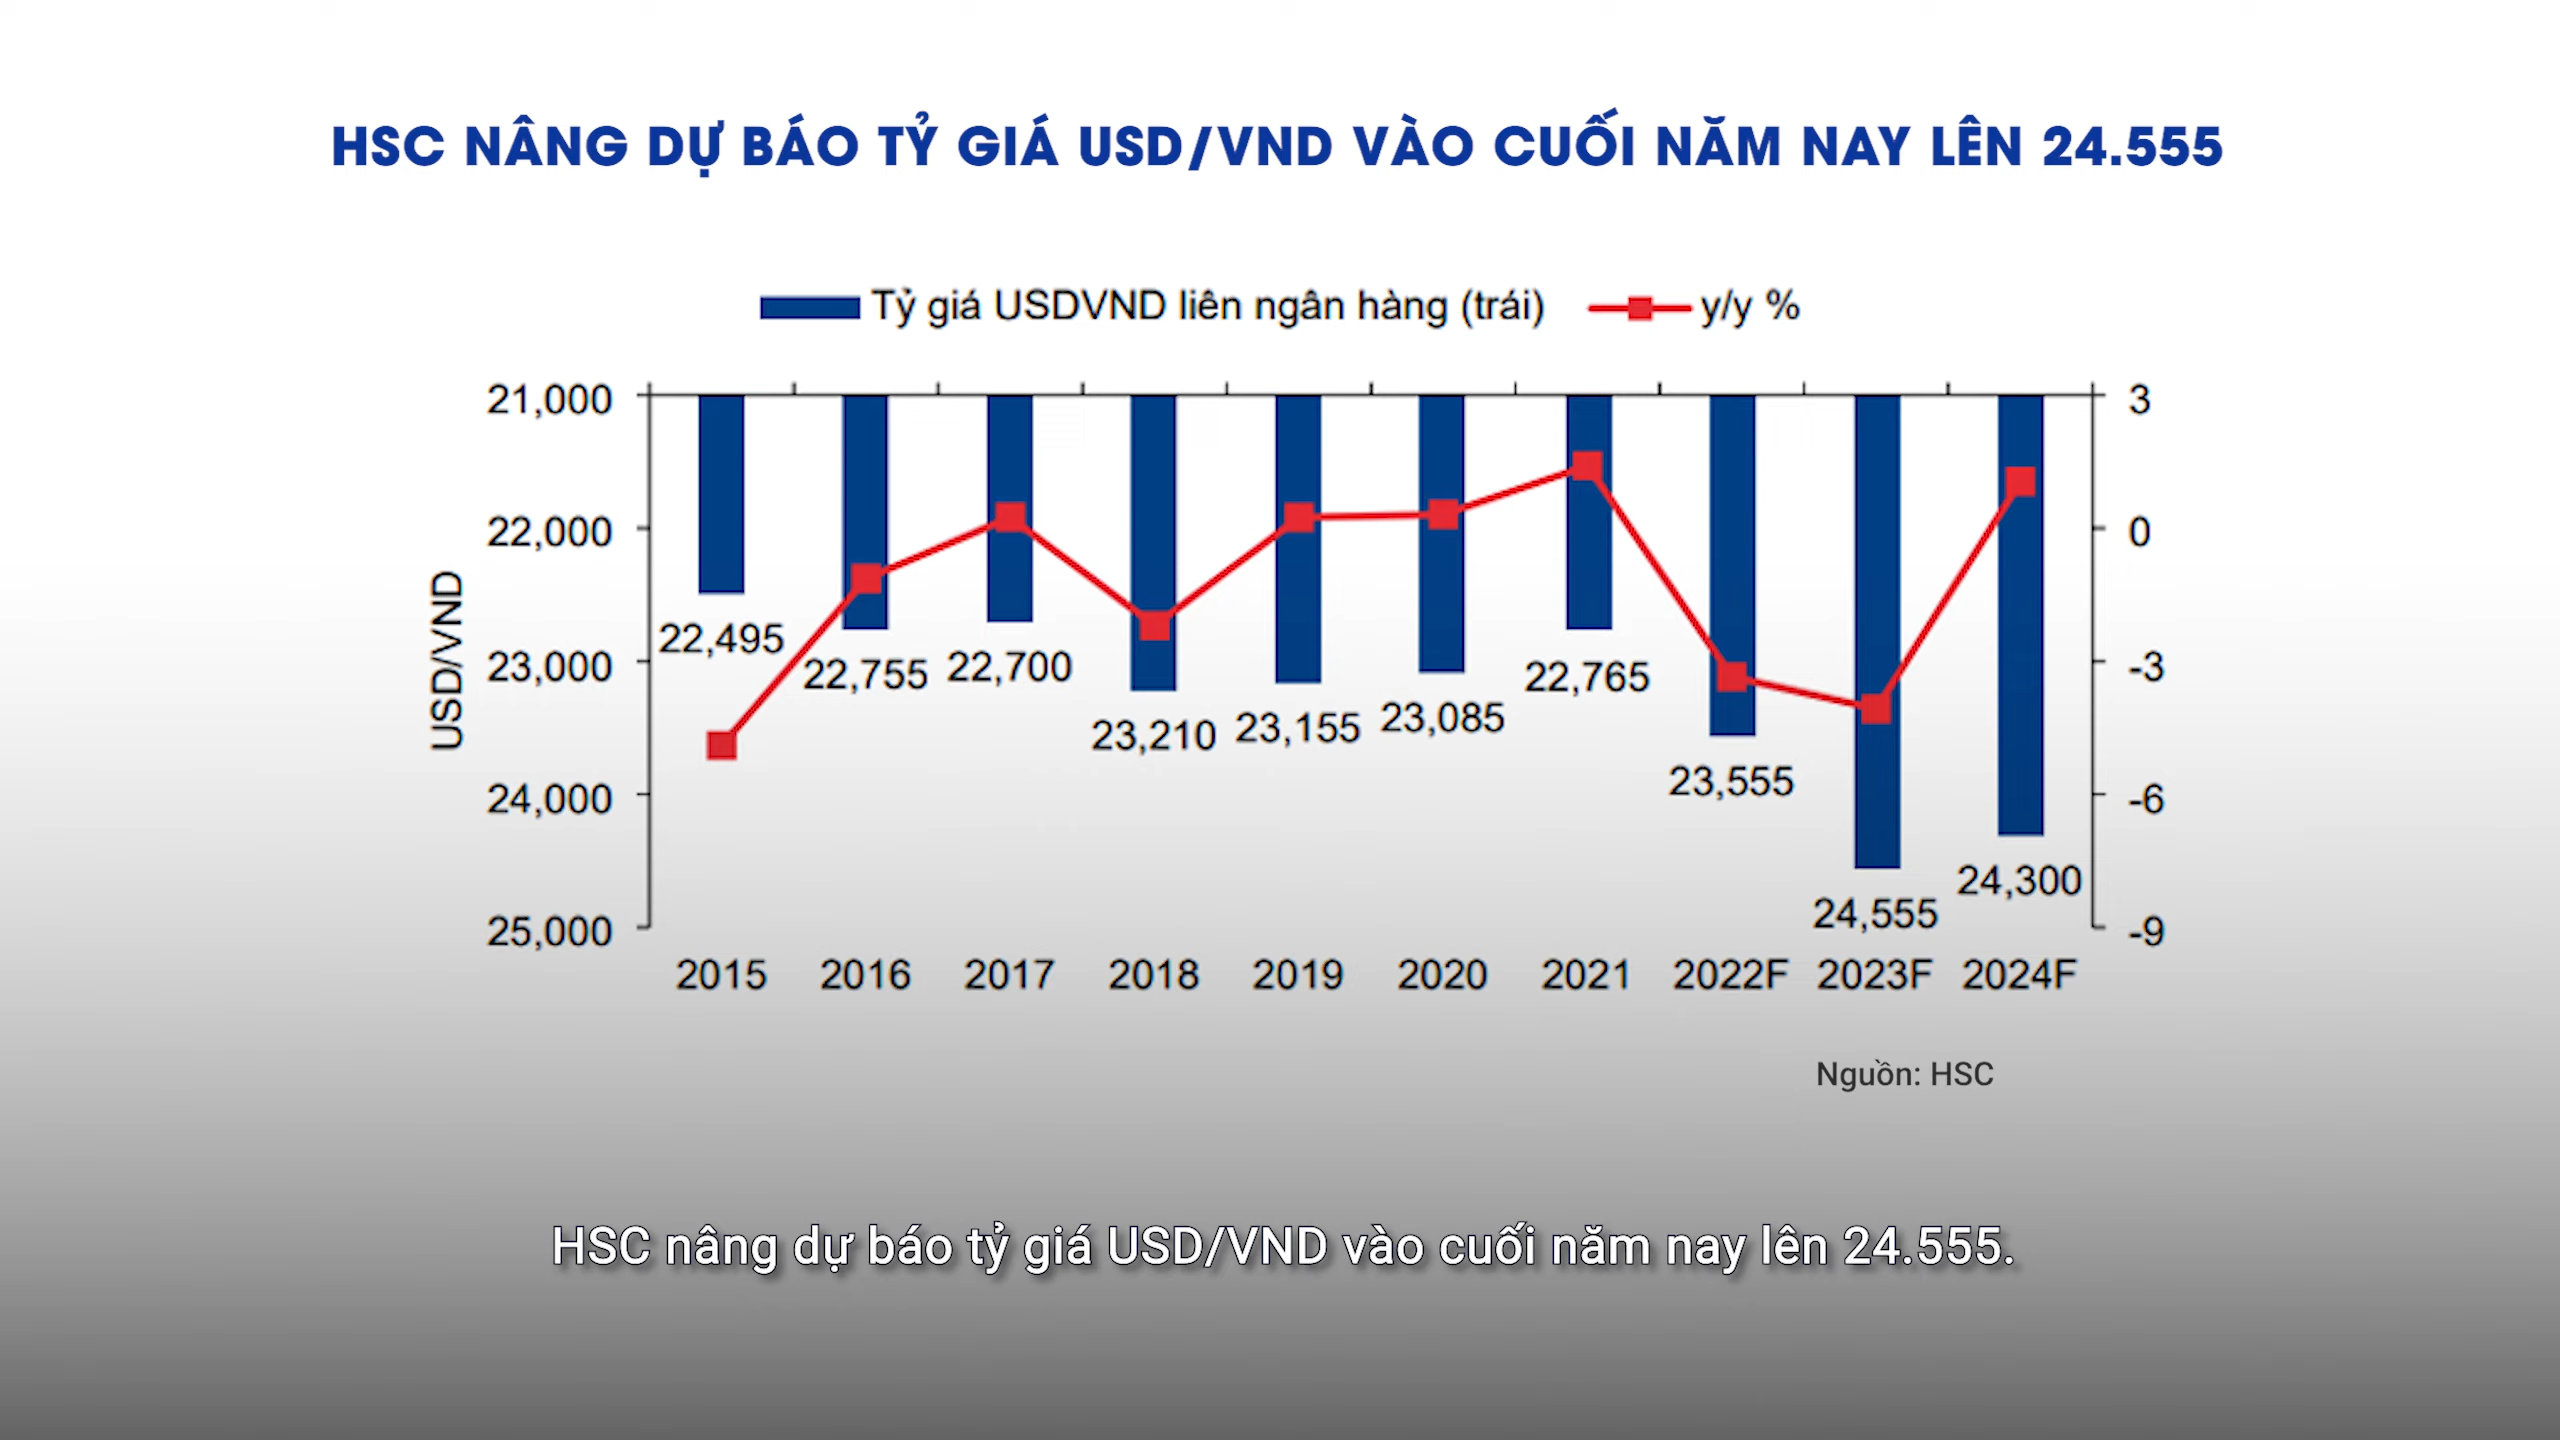 HSC NÂNG DỰ BÁO TỶ GIÁ USD/VND VÀO CUỐI NĂM NAY LÊN 24.555
Tỷ giá USDVND liên ngân hàng (trái)
y/y %
21,000
22,000
23,000
24,000
25,000
USD/VND
3
0
-3
-6
-9
22,495
22,755
22,700
23,210
23,155
23,085
22,765
23,555
24,555
24,300
2015 2016 2017 2018 2019 2020 2021 2022F 2023F 2024F
Nguồn: HSC
HSC nâng dự báo tỷ giá USD/VND vào cuối năm nay lên 24.555.